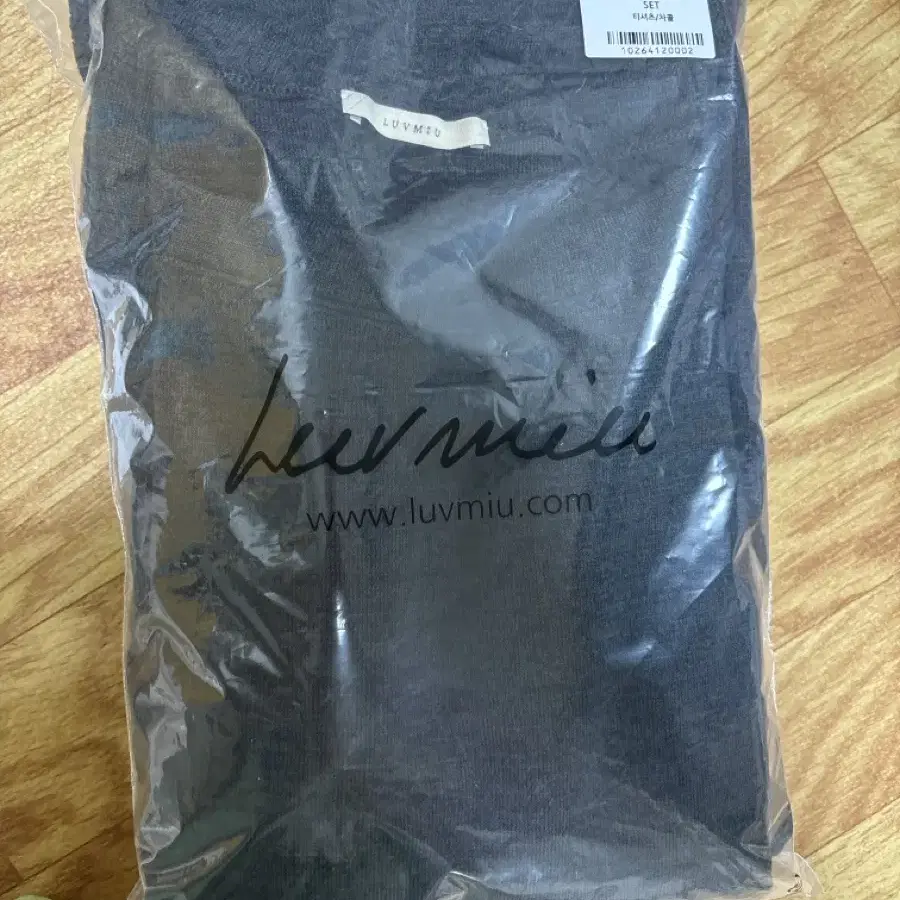 SET
티셔츠/차콜
10264120002
LUVMIU
Luvmiu
www.luvmiu.com